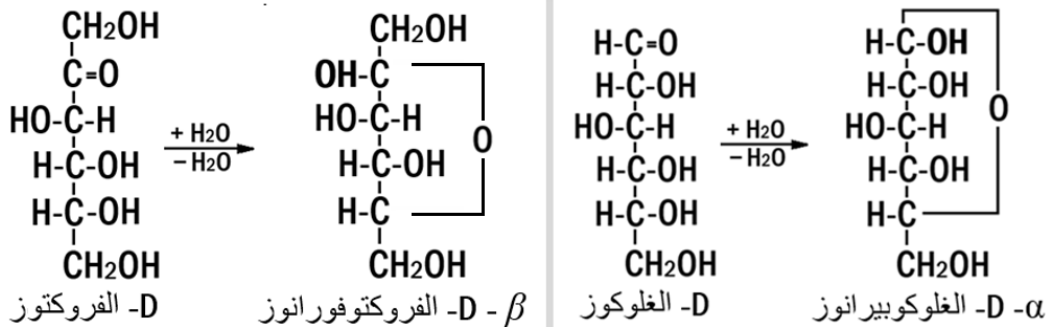 CH2OH
C=O
HO-C-H
H-C-OH
H-C-OH
CH2OH
D- الفروكتوز
+ H2O
– H2O
CH2OH
OH-C
HO-C-H
H-C-OH
H-C
CH2OH
O
β - D- الفروكتوفورانوز
H-C=O
H-C-OH
HO-C-H
H-C-OH
H-C-OH
CH2OH
D- الغلوكوز
+ H2O
– H2O
H-C-OH
H-C-OH
HO-C-H
H-C-OH
H-C
CH2OH
O
α- D- الغلوكوبيرانوز